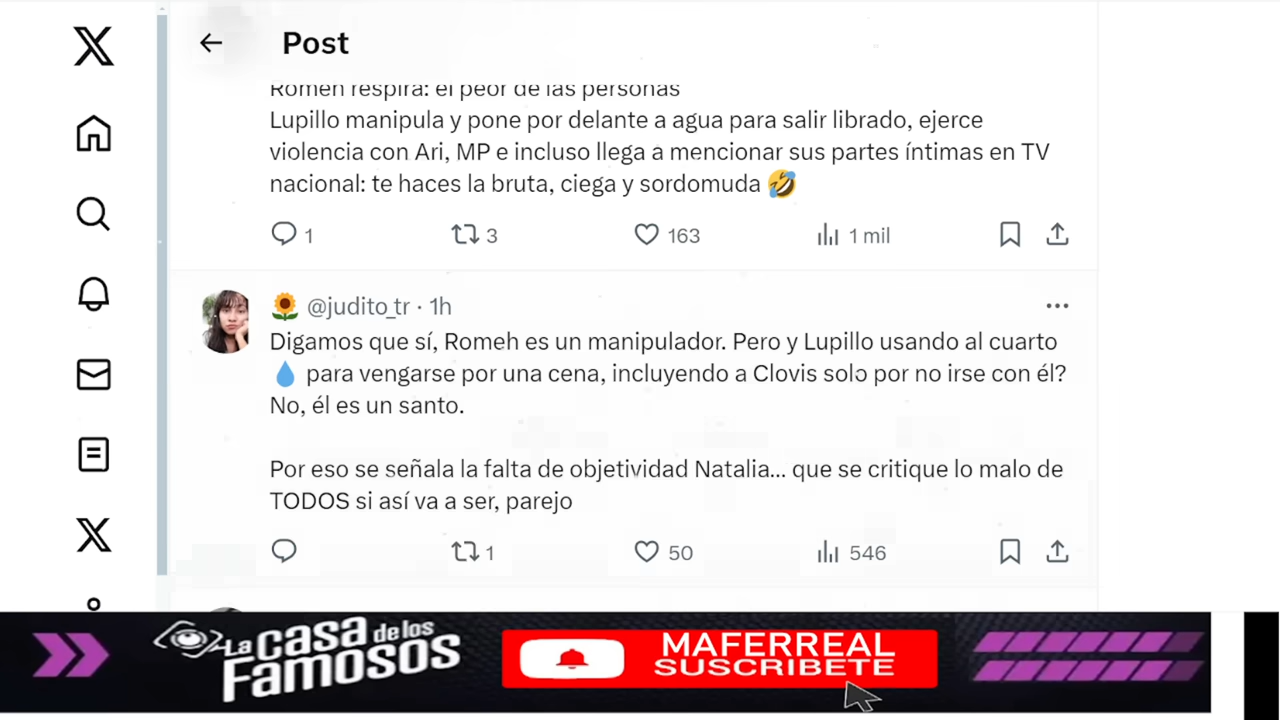 Post
Romeh respira: el peor de las personas
Lupillo manipula y pone por delante a agua para salir librado, ejerce
violencia con Ari, MP e incluso llega a mencionar sus partes íntimas en TV
nacional: te haces la bruta, ciega y sordomuda 🤣
1 3 163 1 mil
🌻 @judito_tr · 1h
Digamos que sí, Romeh es un manipulador. Pero y Lupillo usando al cuarto
💧 para vengarse por una cena, incluyendo a Clovis solo por no irse con él?
No, él es un santo.
Por eso se señala la falta de objetividad Natalia... que se critique lo malo de
TODOS si así va a ser, parejo
1 50 546
La CASA de los
Famosos
MAFERREAL
SUSCRIBETE